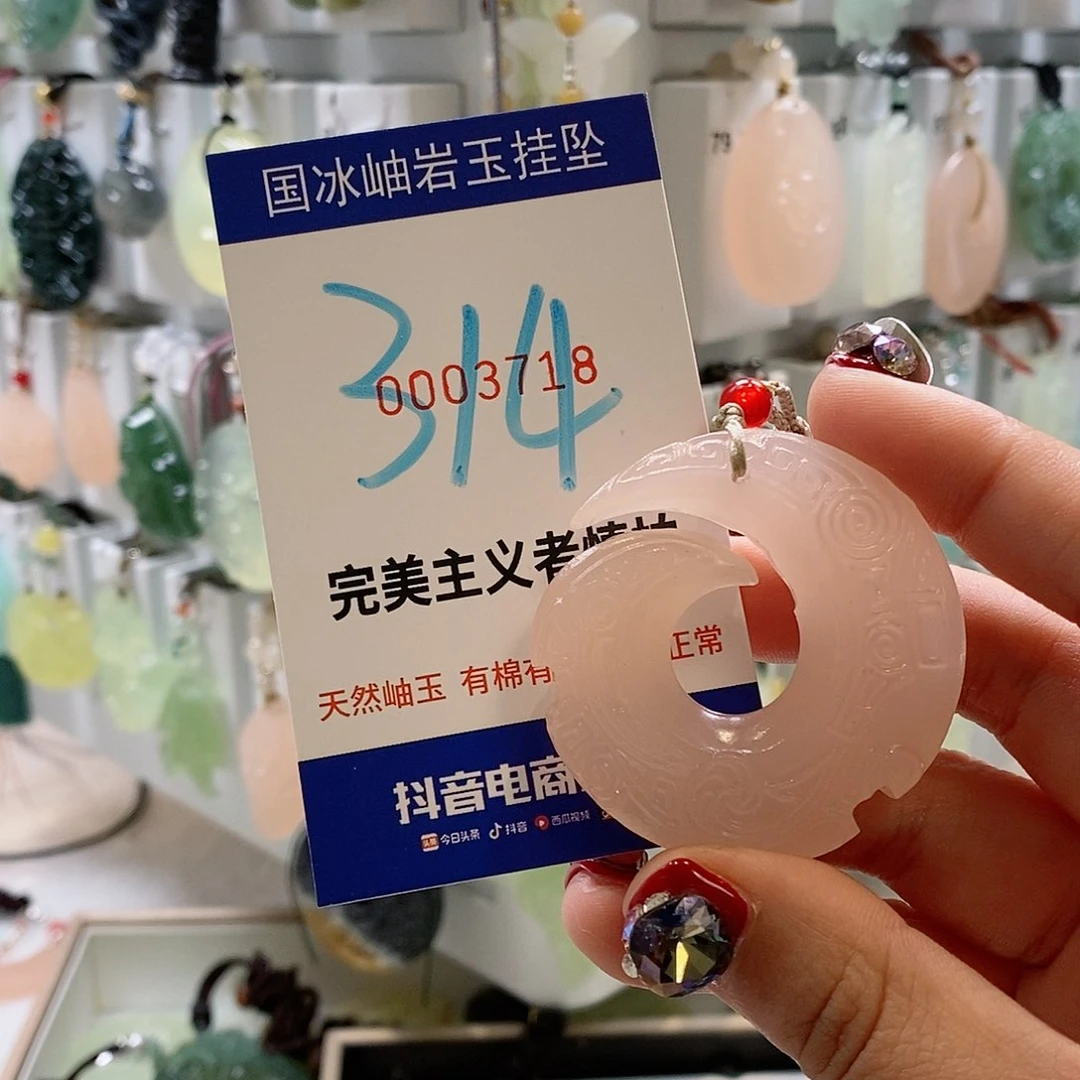 国冰岫岩玉挂坠
314
0003718
完美主义者慎拍
天然岫玉 有棉有
正常
抖音电商
今日头条 抖音 西瓜视频
79